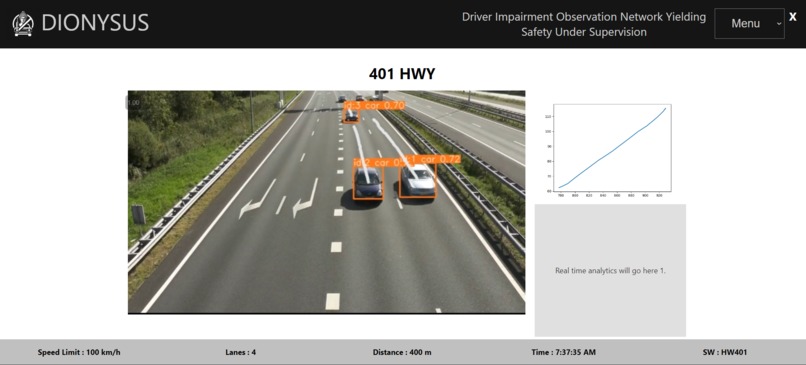 DIONYSUS
Driver Impairment Observation Network Yielding
Safety Under Supervision
Menu
X
401 HWY
id:3 car 0.70
id:2 car
id:1 car 0.72
Real time analytics will go here 1.
Speed Limit : 100 km/h
Lanes : 4
Distance : 400 m
Time : 7:37:35 AM
SW : HW401